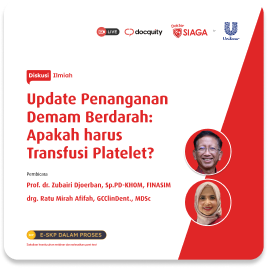 LIVE docquity SIAGA Unilever
Diskusi Ilmiah
Update Penanganan
Demam Berdarah:
Apakah harus
Transfusi Platelet?
Pembicara
Prof. dr. Zubairi Djoerban, Sp.PD-KHOM, FINASIM
drg. Ratu Mirah Afifah, GCClinDent., MDSc
E-SKP DALAM PROSES